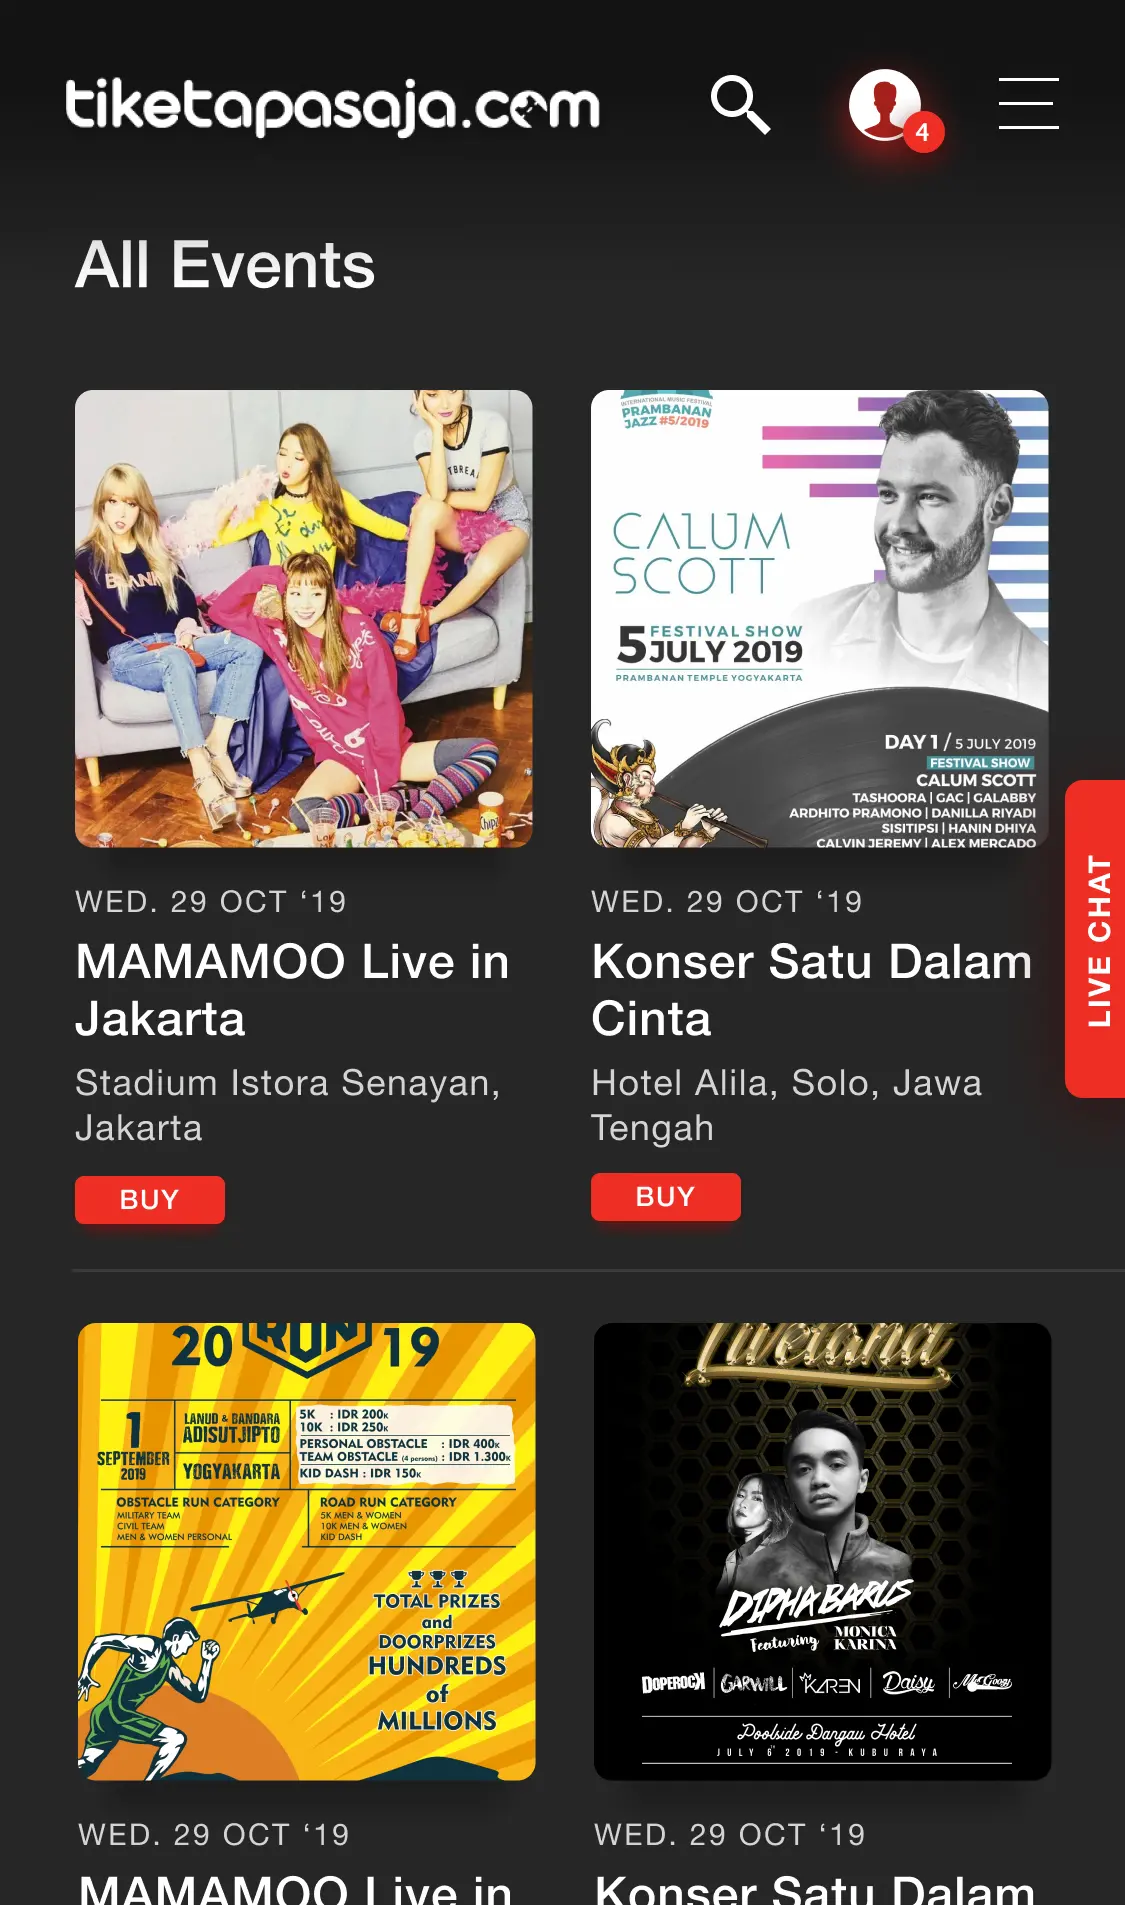 tiketapasaja.com
4
All Events
BLANK
INTERNATIONAL MUSIC FESTIVAL
PRAMBANAN
JAZZ #5/2019
CALUM
SCOTT
5 FESTIVAL SHOW
JULY 2019
PRAMBANAN TEMPLE YOGYAKARTA
DAY 1 / 5 JULY 2019
FESTIVAL SHOW
CALUM SCOTT
TASHOORA | GAC | GALABBY
ARDHITO PRAMONO | DANILLA RIYADI
SISITIPSI | HANIN DHIYA
CALVIN JEREMY | ALEX MERCADO
WED. 29 OCT ‘19
MAMAMOO Live in
Jakarta
Stadium Istora Senayan,
Jakarta
BUY
WED. 29 OCT ‘19
Konser Satu Dalam
Cinta
Hotel Alila, Solo, Jawa
Tengah
BUY
LIVE CHAT
20 RUN 19
1
SEPTEMBER
2019
LANUD & BANDARA
ADISUTJIPTO
YOGYAKARTA
5K : IDR 200K
10K : IDR 250K
PERSONAL OBSTACLE : IDR 400K
TEAM OBSTACLE (4 persons) : IDR 1.300K
KID DASH : IDR 150K
OBSTACLE RUN CATEGORY
MILITARY TEAM
CIVIL TEAM
MEN & WOMEN PERSONAL
ROAD RUN CATEGORY
5K MEN & WOMEN
10K MEN & WOMEN
KID DASH
TOTAL PRIZES
and
DOORPRIZES
HUNDREDS
of
MILLIONS
DIPHA BARUS
Featuring MONICA
KARINA
DOPEROCK | GARWILL | KAREN | Daisy | McGoozy
Poolside Dangau Hotel
JULY 6TH 2019 - KUBURAYA
WED. 29 OCT ‘19
MAMAMOO Live in
WED. 29 OCT ‘19
Konser Satu Dalam